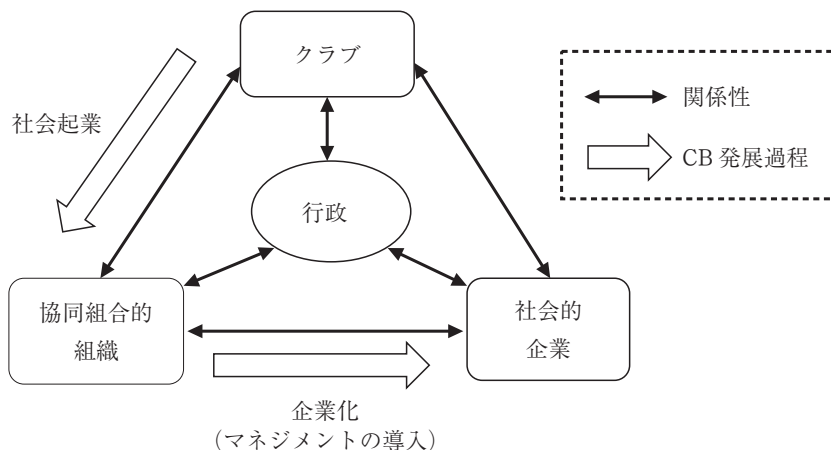 クラブ
関係性
社会起業
CB 発展過程
行政
協同組合的
組織
社会的
企業
企業化
（マネジメントの導入）